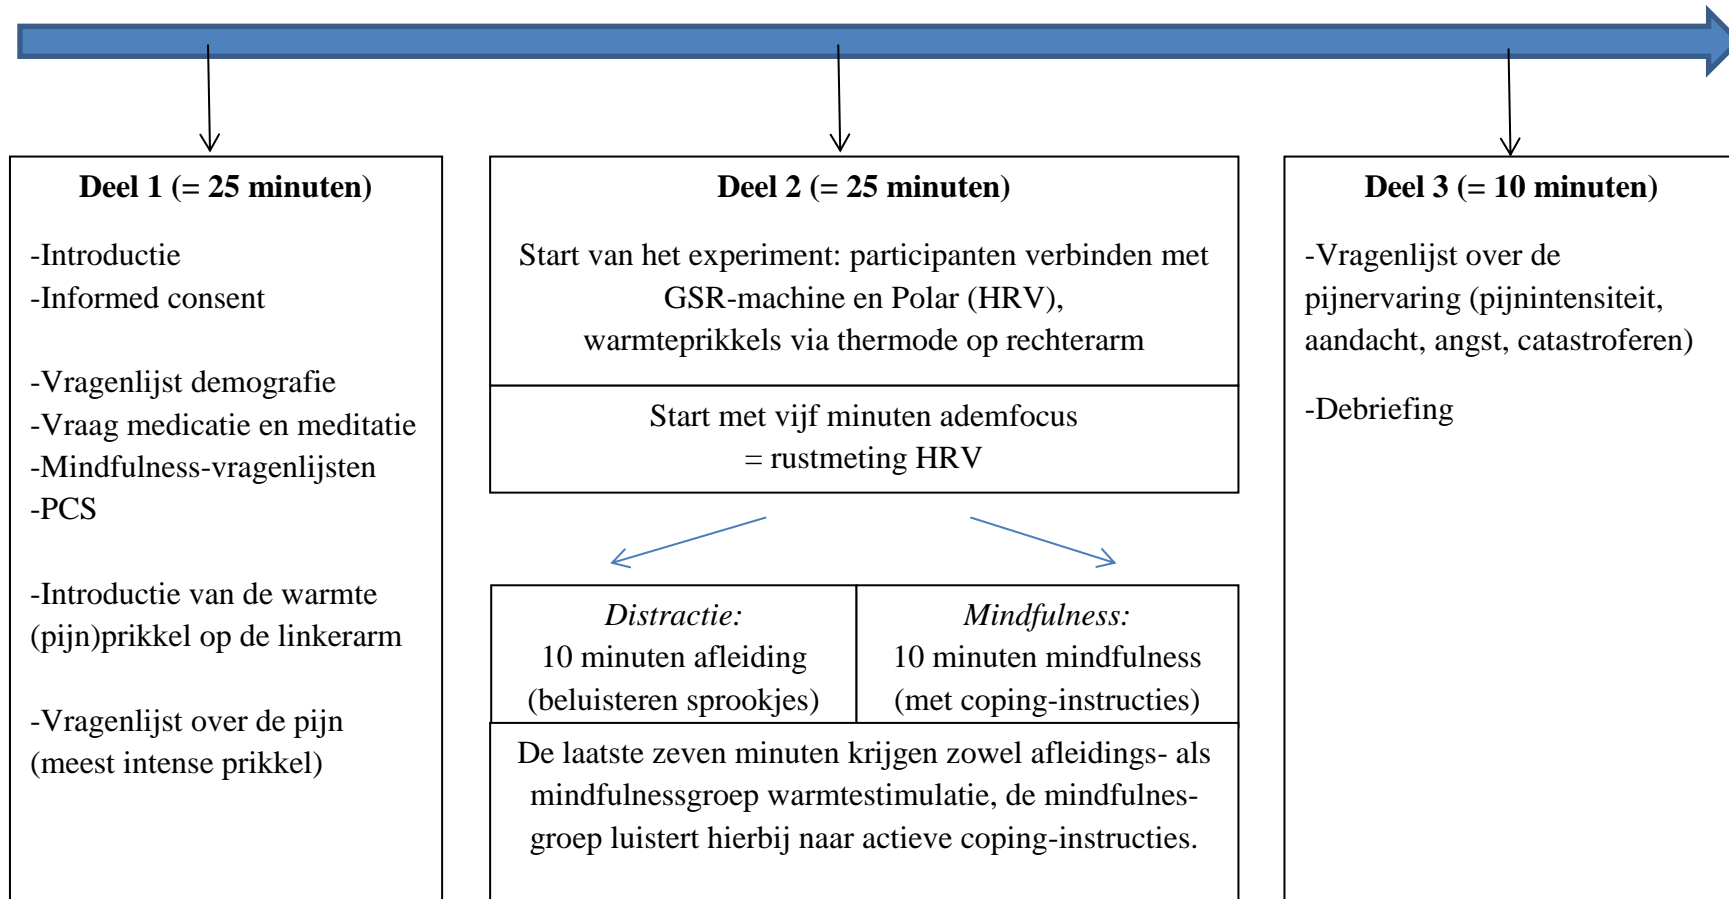 Deel 1 (= 25 minuten)
-Introductie
-Informed consent
-Vragenlijst demografie
-Vraag medicatie en meditatie
-Mindfulness-vragenlijsten
-PCS
-Introductie van de warmte
(pijn)prikkel op de linkerarm
-Vragenlijst over de pijn
(meest intense prikkel)
Deel 2 (= 25 minuten)
Start van het experiment: participanten verbinden met
GSR-machine en Polar (HRV),
warmteprikkels via thermode op rechterarm
Start met vijf minuten ademfocus
= rustmeting HRV
Distractie:
10 minuten afleiding
(beluisteren sprookjes)
Mindfulness:
10 minuten mindfulness
(met coping-instructies)
De laatste zeven minuten krijgen zowel afleidings- als
mindfulnessgroep warmtestimulatie, de mindfulnes-
groep luistert hierbij naar actieve coping-instructies.
Deel 3 (= 10 minuten)
-Vragenlijst over de
pijnervaring (pijnintensiteit,
aandacht, angst, catastroferen)
-Debriefing